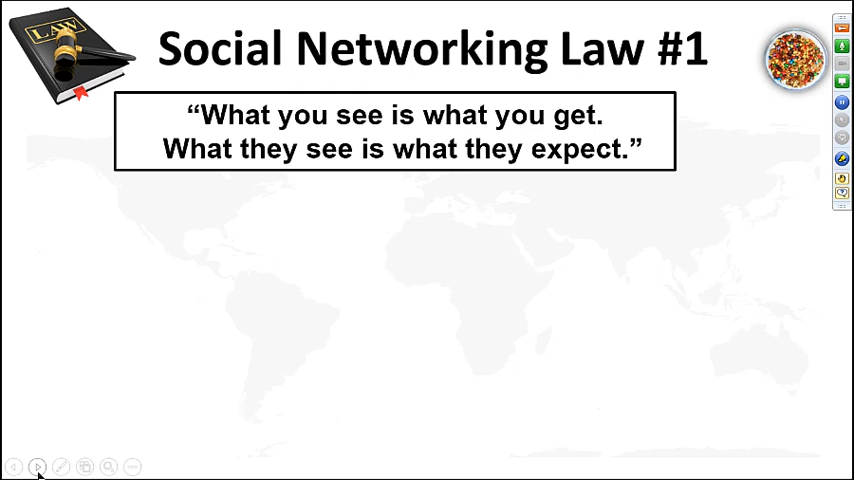 LAW
Social Networking Law #1
“What you see is what you get.
What they see is what they expect.”